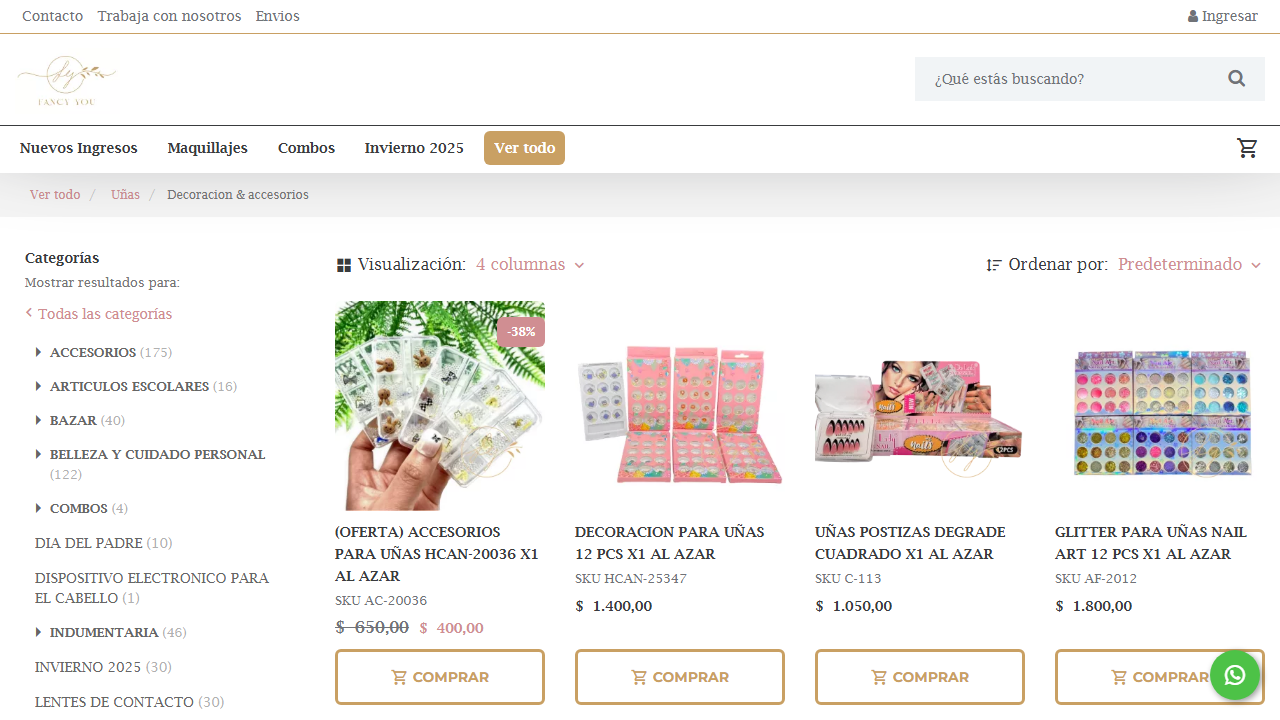 Contacto Trabaja con nosotros Envios Ingresar
FANCY YOU
¿Qué estás buscando?
Nuevos Ingresos Maquillajes Combos Invierno 2025 Ver todo
Ver todo / Uñas / Decoracion & accesorios
Categorías
Mostrar resultados para:
Todas las categorías
ACCESORIOS (175)
ARTICULOS ESCOLARES (16)
BAZAR (40)
BELLEZA Y CUIDADO PERSONAL
(122)
COMBOS (4)
DIA DEL PADRE (10)
DISPOSITIVO ELECTRONICO PARA
EL CABELLO (1)
INDUMENTARIA (46)
INVIERNO 2025 (30)
LENTES DE CONTACTO (30)
Visualización: 4 columnas
Ordenar por: Predeterminado
-38%
(OFERTA) ACCESORIOS
PARA UÑAS HCAN-20036 X1
AL AZAR
SKU AC-20036
$ 650,00 $ 400,00
COMPRAR
DECORACION PARA UÑAS
12 PCS X1 AL AZAR
SKU HCAN-25347
$ 1.400,00
COMPRAR
Nails
Nails
12PCS
UÑAS POSTIZAS DEGRADE
CUADRADO X1 AL AZAR
SKU C-113
$ 1.050,00
COMPRAR
GLITTER PARA UÑAS NAIL
ART 12 PCS X1 AL AZAR
SKU AF-2012
$ 1.800,00
COMPRAR